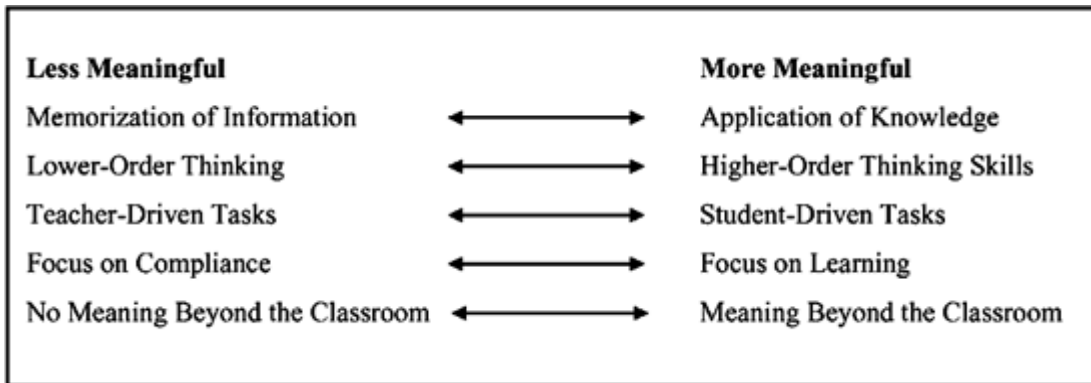 Less Meaningful More Meaningful
Memorization of Information Application of Knowledge
Lower-Order Thinking Higher-Order Thinking Skills
Teacher-Driven Tasks Student-Driven Tasks
Focus on Compliance Focus on Learning
No Meaning Beyond the Classroom Meaning Beyond the Classroom